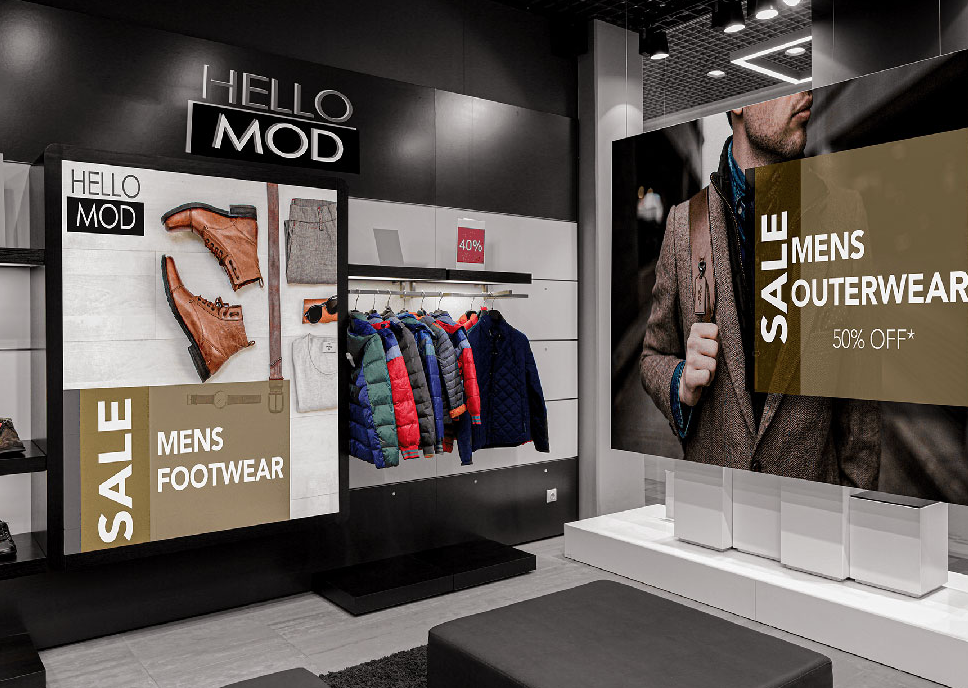 HELLO
MOD
HELLO
MOD
SALE
MENS
FOOTWEAR
40%
SALE
MENS
OUTERWEAR
50% OFF*